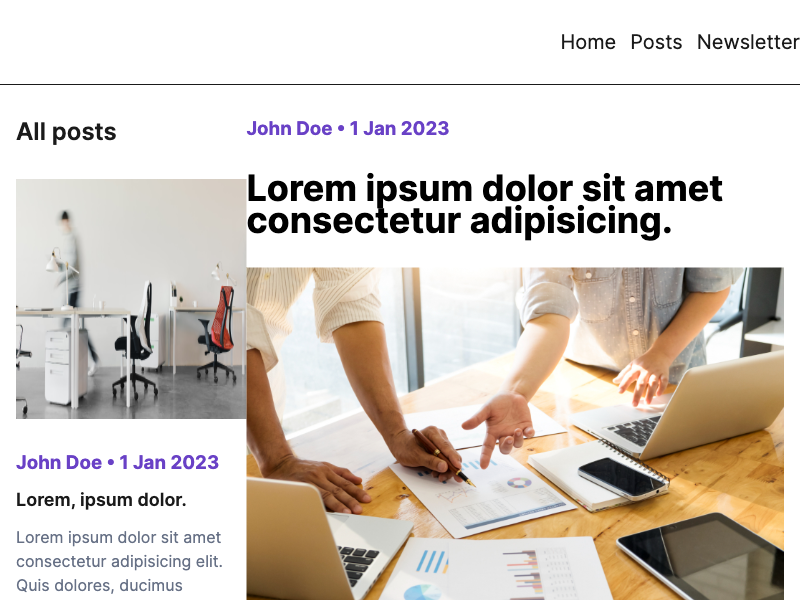 Home Posts Newsletter
All posts
John Doe • 1 Jan 2023
Lorem, ipsum dolor.
Lorem ipsum dolor sit amet
consectetur adipisicing elit.
Quis dolores, ducimus
John Doe • 1 Jan 2023
Lorem ipsum dolor sit amet
consectetur adipisicing.